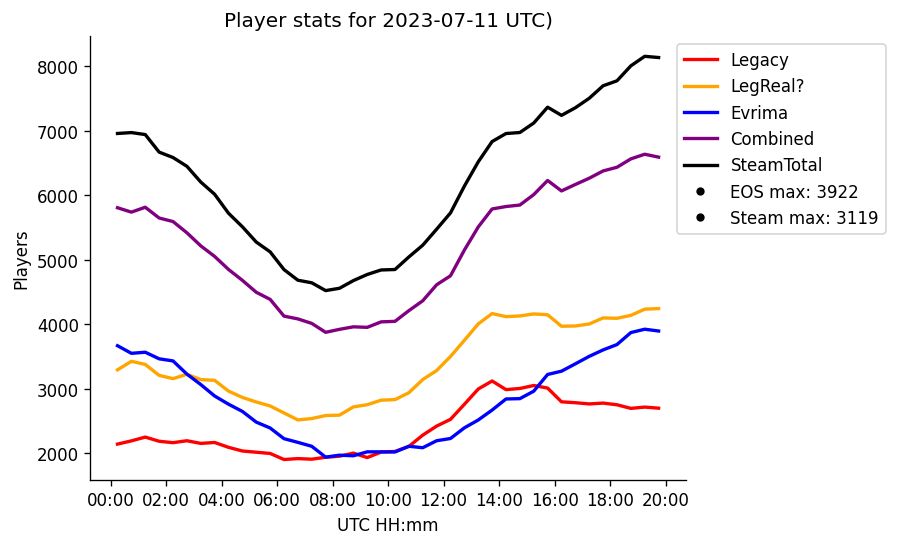 Player stats for 2023-07-11 UTC)
Legacy
LegReal?
Evrima
Combined
SteamTotal
EOS max: 3922
Steam max: 3119
Players
8000
7000
6000
5000
4000
3000
2000
00:00 02:00 04:00 06:00 08:00 10:00 12:00 14:00 16:00 18:00 20:00
UTC HH:mm